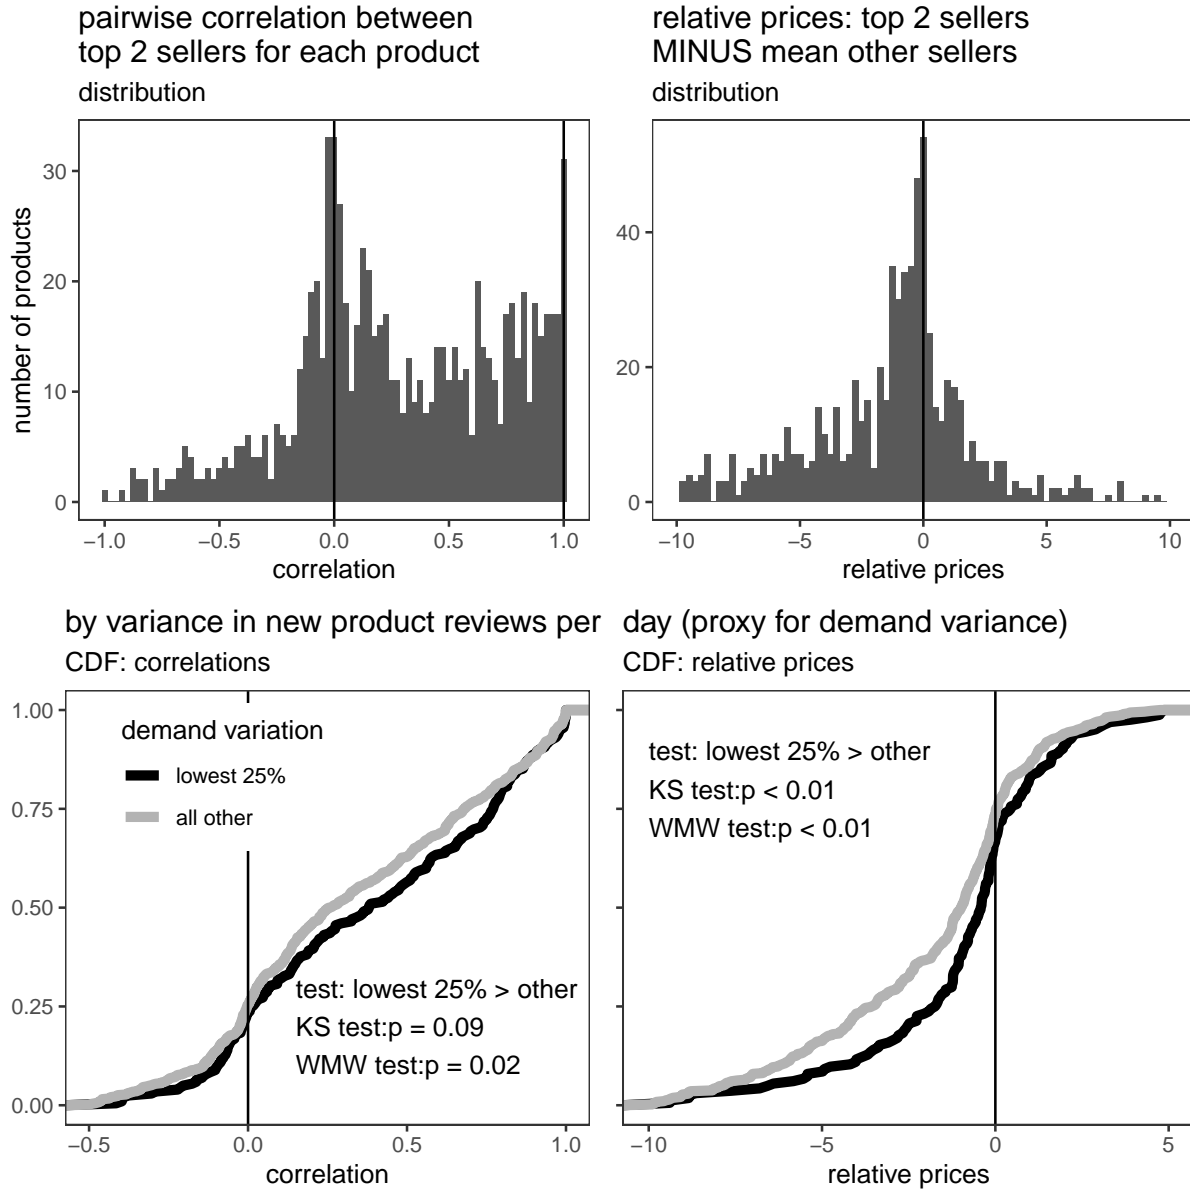 pairwise correlation between
top 2 sellers for each product
distribution
number of products
30
20
10
0
−1.0 −0.5 0.0 0.5 1.0
correlation
relative prices: top 2 sellers
MINUS mean other sellers
distribution
40
20
0
−10 −5 0 5 10
relative prices
by variance in new product reviews per day (proxy for demand variance)
CDF: correlations
1.00
0.75
0.50
0.25
0.00
demand variation
lowest 25%
all other
test: lowest 25% > other
KS test:p = 0.09
WMW test:p = 0.02
−0.5 0.0 0.5 1.0
correlation
CDF: relative prices
test: lowest 25% > other
KS test:p < 0.01
WMW test:p < 0.01
−10 −5 0 5
relative prices